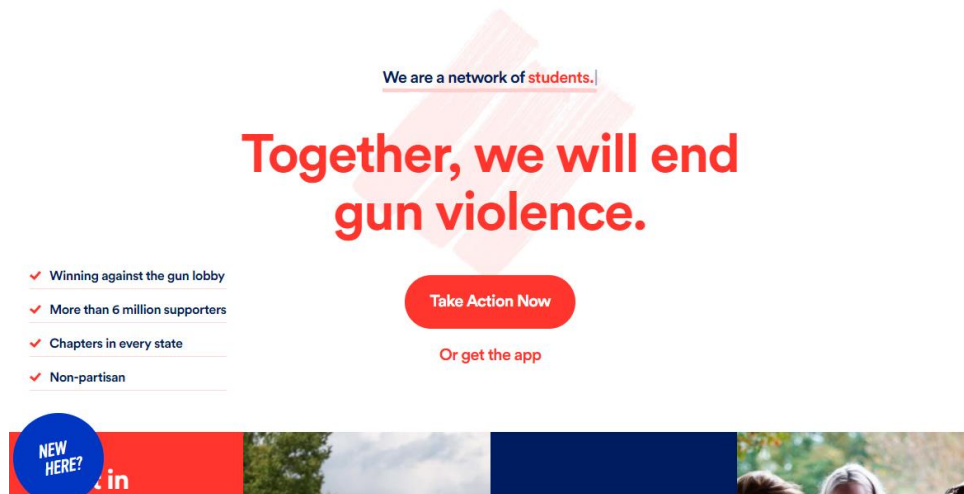 We are a network of students.
Together, we will end
gun violence.
Winning against the gun lobby
More than 6 million supporters
Chapters in every state
Non-partisan
Take Action Now
Or get the app
NEW
HERE?
in